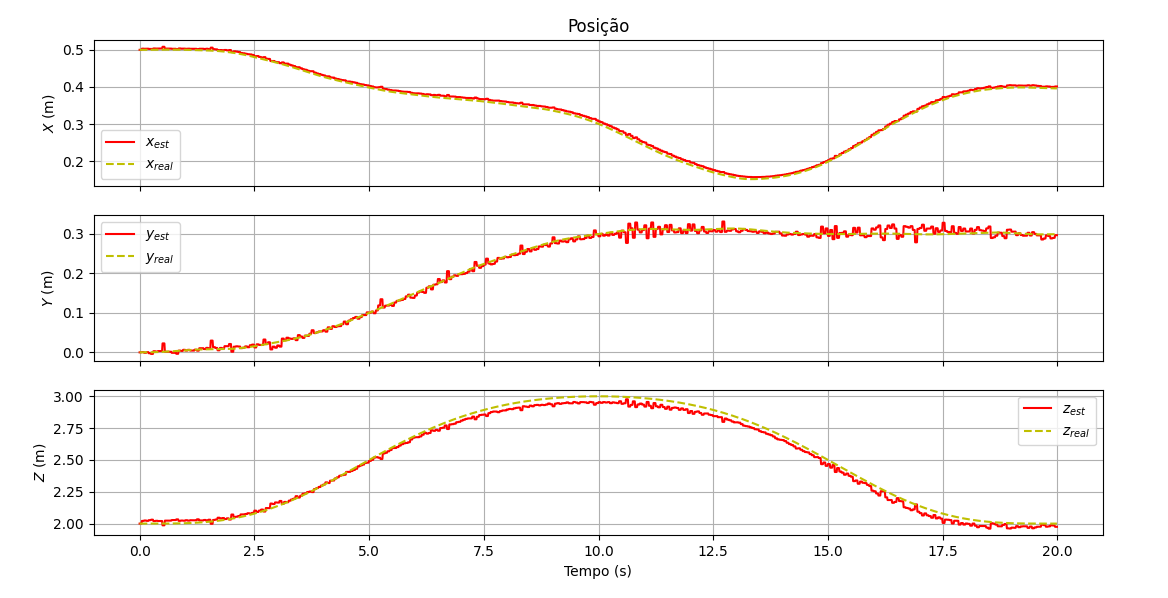 Posição
0.5
0.4
0.3
0.2
X (m)
x_est
x_real
0.3
0.2
0.1
0.0
Y (m)
y_est
y_real
3.00
2.75
2.50
2.25
2.00
Z (m)
z_est
z_real
0.0 2.5 5.0 7.5 10.0 12.5 15.0 17.5 20.0
Tempo (s)